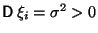 D ξᵢ = σ² > 0